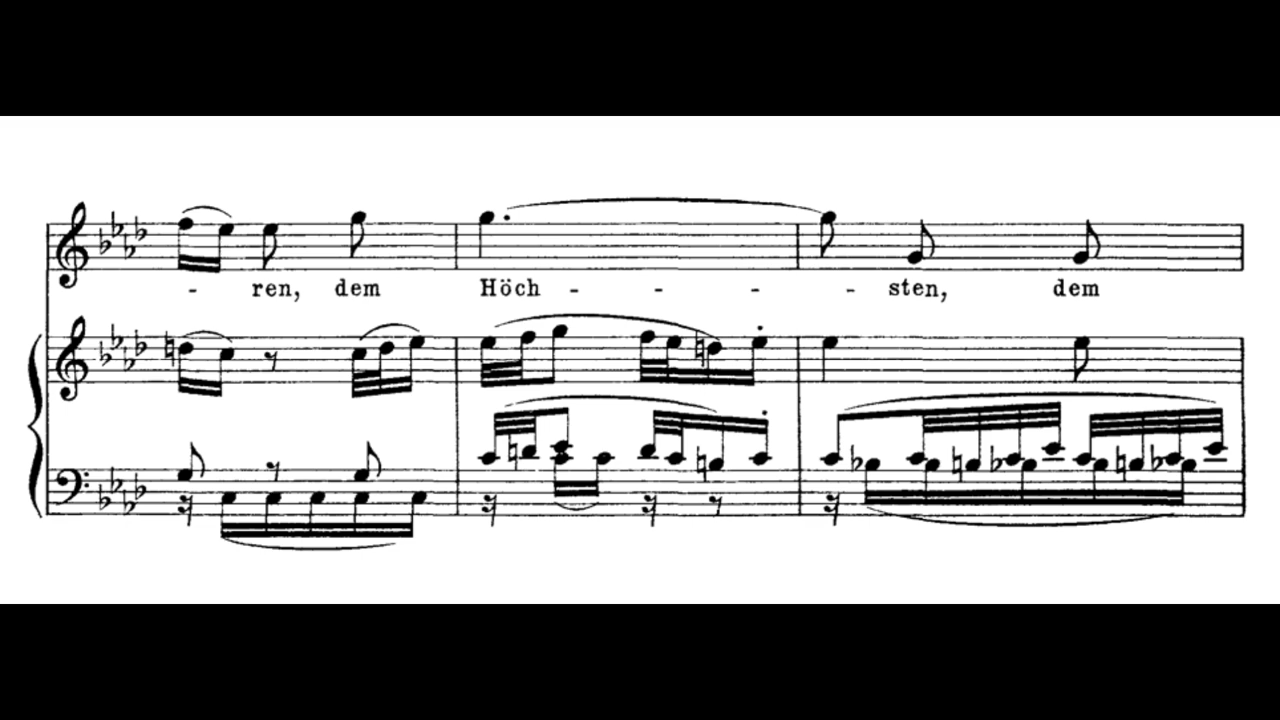 - ren, dem Höch - - - - sten, dem